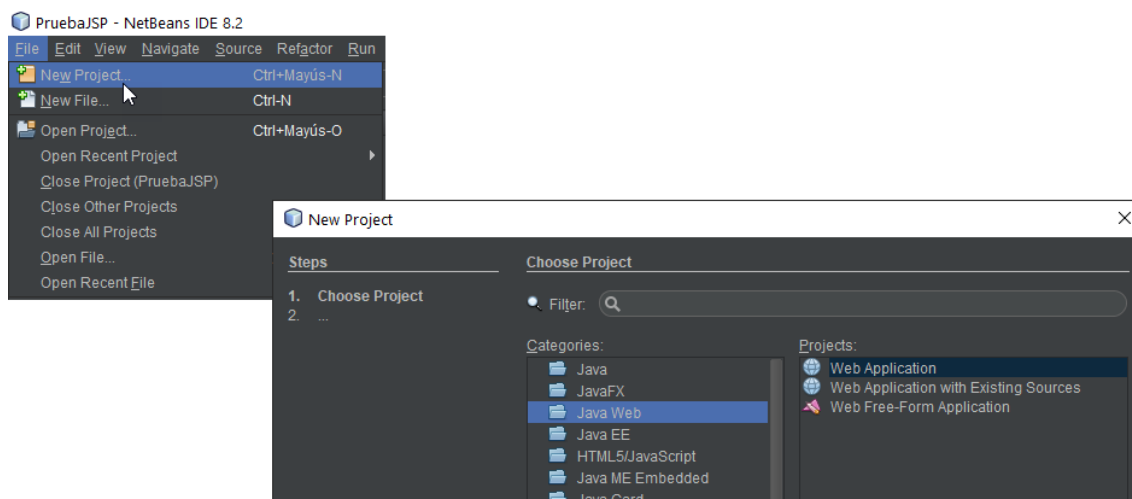 PruebaJSP - NetBeans IDE 8.2
File Edit View Navigate Source Refactor Run
New Project... Ctrl+Mayús-N
New File... Ctrl-N
Open Project... Ctrl+Mayús-O
Open Recent Project
Close Project (PruebaJSP)
Close Other Projects
Close All Projects
Open File...
Open Recent File
New Project
Steps
1. Choose Project
2. ...
Choose Project
Filter:
Categories:
Java
JavaFX
Java Web
Java EE
HTML5/JavaScript
Java ME Embedded
Java Card
Projects:
Web Application
Web Application with Existing Sources
Web Free-Form Application